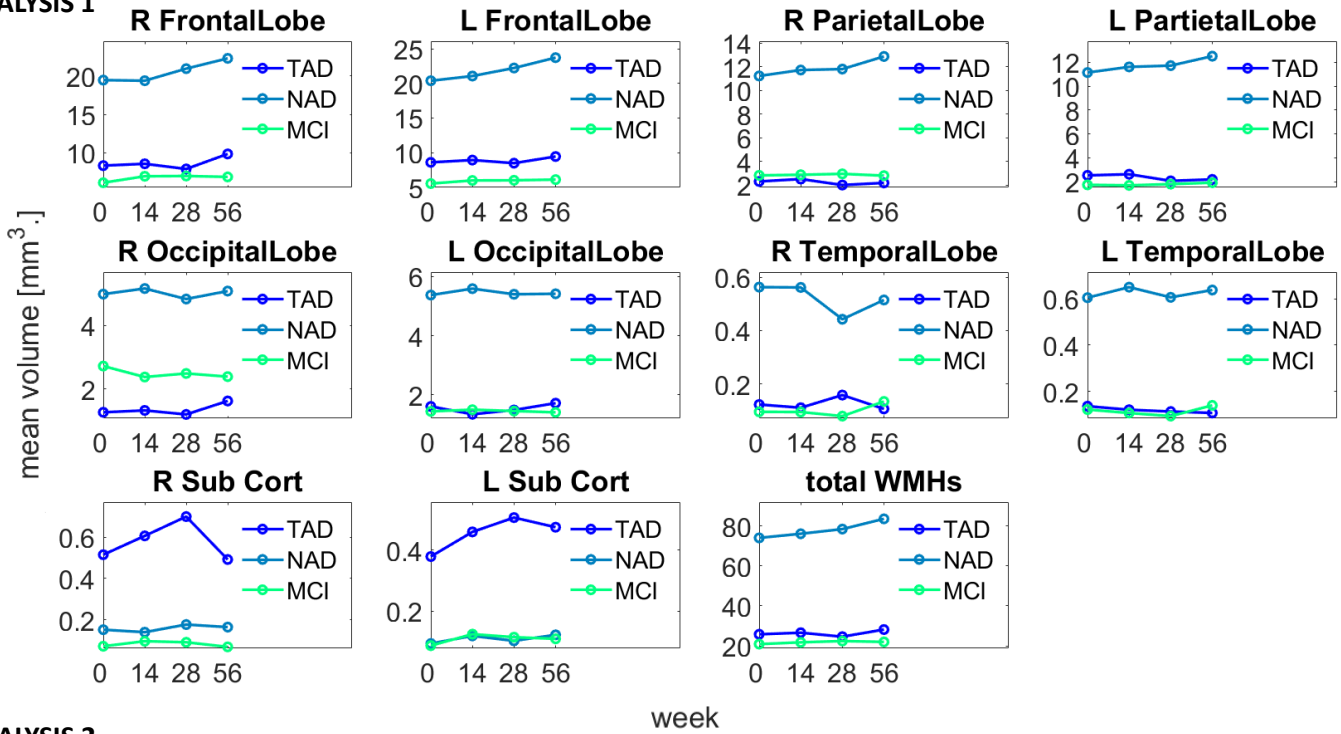 ALYSIS 1
R FrontalLobe
20
15
10
0 14 28 56
TAD
NAD
MCI
L FrontalLobe
25
20
15
10
5
0 14 28 56
TAD
NAD
MCI
R ParietalLobe
14
12
10
8
6
4
2
0 14 28 56
TAD
NAD
MCI
L PartietalLobe
12
10
8
6
4
2
0 14 28 56
TAD
NAD
MCI
mean volume [mm³.]
R OccipitalLobe
4
2
0 14 28 56
TAD
NAD
MCI
L OccipitalLobe
6
4
2
0 14 28 56
TAD
NAD
MCI
R TemporalLobe
0.6
0.4
0.2
0 14 28 56
TAD
NAD
MCI
L TemporalLobe
0.6
0.4
0.2
0 14 28 56
TAD
NAD
MCI
R Sub Cort
0.6
0.4
0.2
0 14 28 56
TAD
NAD
MCI
L Sub Cort
0.4
0.2
0 14 28 56
TAD
NAD
MCI
total WMHs
80
60
40
20
0 14 28 56
TAD
NAD
MCI
week